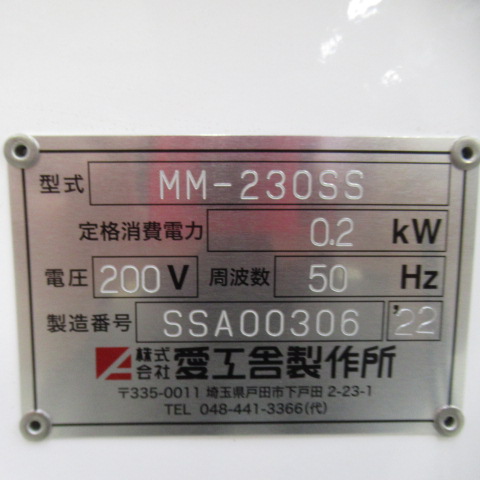 型式 MM-230SS
定格消費電力 0.2 kW
電圧 200 V 周波数 50 Hz
製造番号 SSA00306 '22
株式会社 愛工舎製作所
〒335-0011 埼玉県戸田市下戸田 2-23-1
TEL 048-441-3366(代)